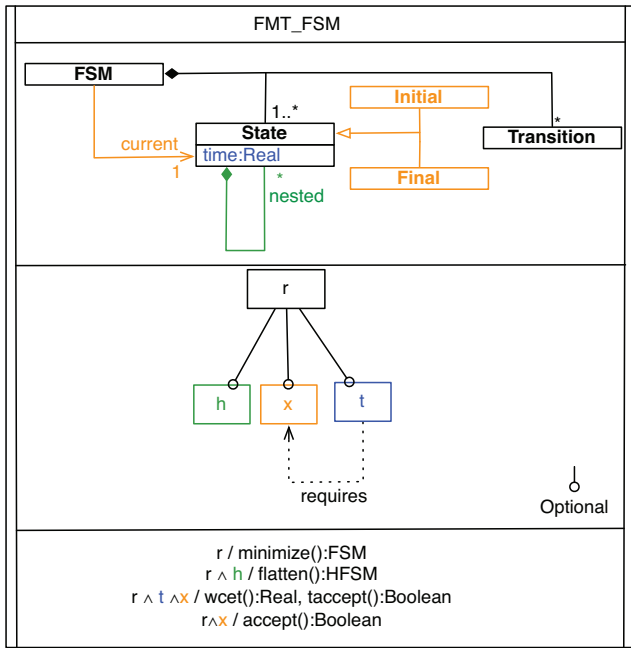 FMT_FSM
FSM
Initial
1..*
State
Transition
*
current
time:Real
1
*
Final
nested
r
h
x
t
requires
Optional
r / minimize():FSM
r ∧ h / flatten():HFSM
r ∧ t ∧x / wcet():Real, taccept():Boolean
r∧x / accept():Boolean